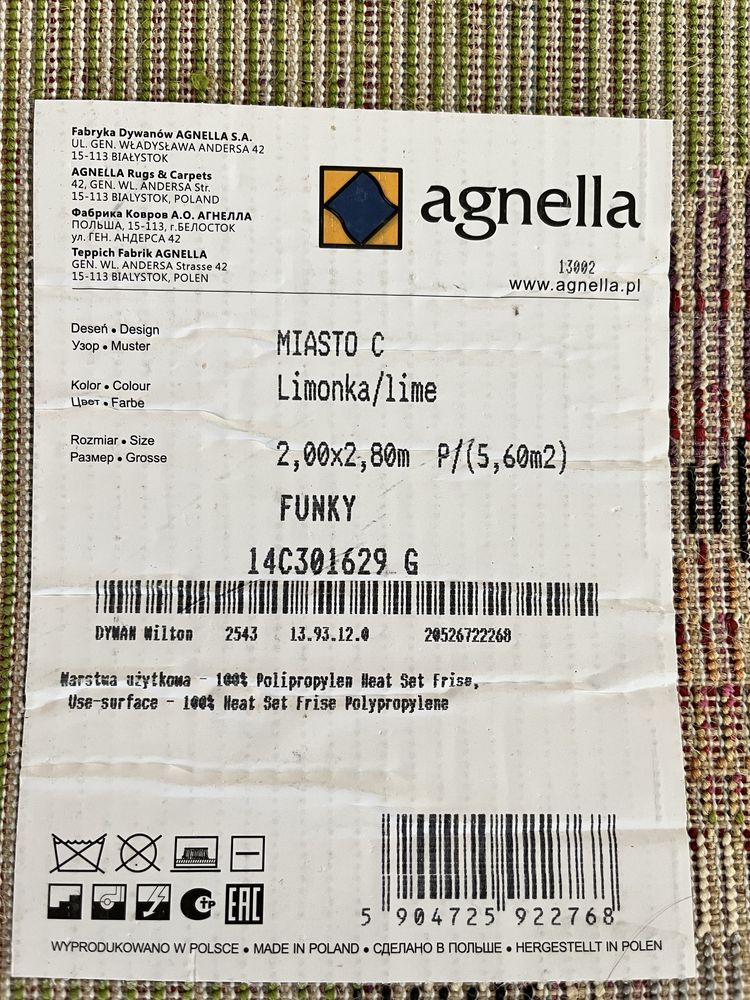 Fabryka Dywanów AGNELLA S.A.
UL. GEN. WŁADYSŁAWA ANDERSA 42
15-113 BIAŁYSTOK
AGNELLA Rugs & Carpets
42, GEN. WL. ANDERSA Str.
15-113 BIALYSTOK, POLAND
Фабрика Ковров А.О. АГНЕЛЛА
ПОЛЬША, 15-113, г.БЕЛОСТОК
ул. ГЕН. АНДЕРСА 42
Teppich Fabrik AGNELLA
GEN. WL. ANDERSA Strasse 42
15-113 BIALYSTOK, POLEN
agnella
13002
www.agnella.pl
Deseń • Design
Узор • Muster
MIASTO C
Kolor • Colour
Цвет • Farbe
Limonka/lime
Rozmiar • Size
Размер • Grosse
2,00x2,80m P/(5,60m2)
FUNKY
14C301629 G
DYWAN Wilton 2543 13.93.12.0 20526722268
Warstwa użytkowa - 100% Polipropylen Heat Set Frise,
Use-surface - 100% Heat Set Frise Polypropylene
TP
EAC
5 904725 922768
WYPRODUKOWANO W POLSCE • MADE IN POLAND • СДЕЛАНО В ПОЛЬШЕ • HERGESTELLT IN POLEN